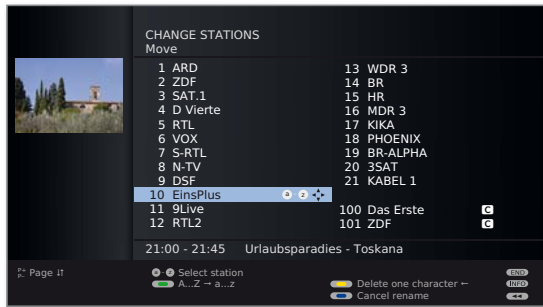 CHANGE STATIONS
Move
1 ARD
2 ZDF
3 SAT.1
4 D Vierte
5 RTL
6 VOX
7 S-RTL
8 N-TV
9 DSF
10 EinsPlus a - z
11 9Live
12 RTL2
13 WDR 3
14 BR
15 HR
16 MDR 3
17 KIKA
18 PHOENIX
19 BR-ALPHA
20 3SAT
21 KABEL 1
100 Das Erste C
101 ZDF C
21:00 - 21:45 Urlaubsparadies - Toskana
P+ P- Page ↓↑
a - z Select station
A...Z → a...z
Delete one character ←
Cancel rename
END
INFO
◄◄